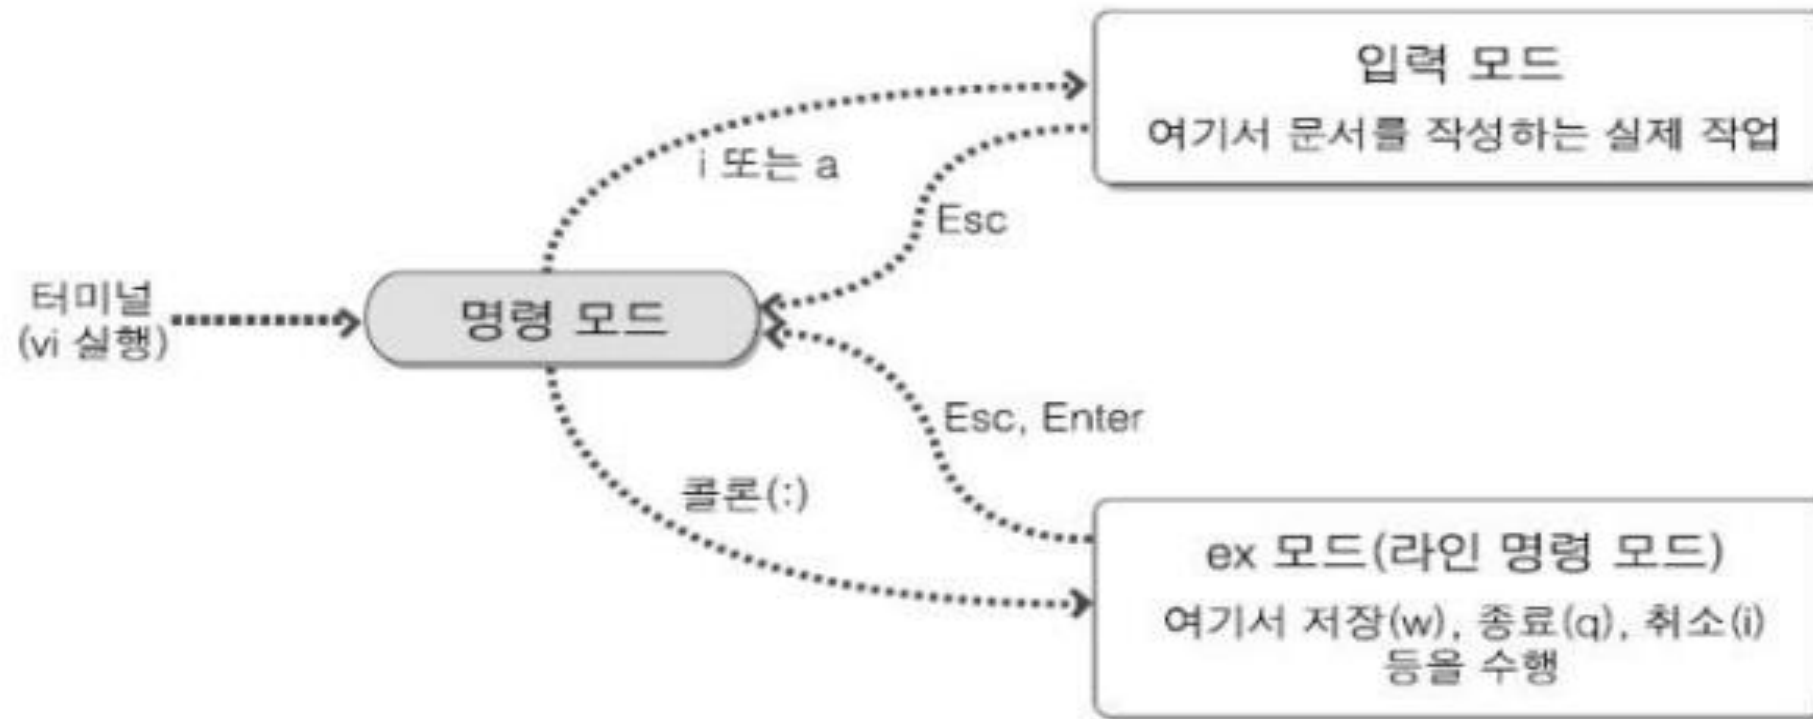 입력 모드
여기서 문서를 작성하는 실제 작업
i 또는 a
Esc
터미널
(vi 실행)
명령 모드
Esc, Enter
콜론(:)
ex 모드(라인 명령 모드)
여기서 저장(w), 종료(q), 취소(i)
등을 수행